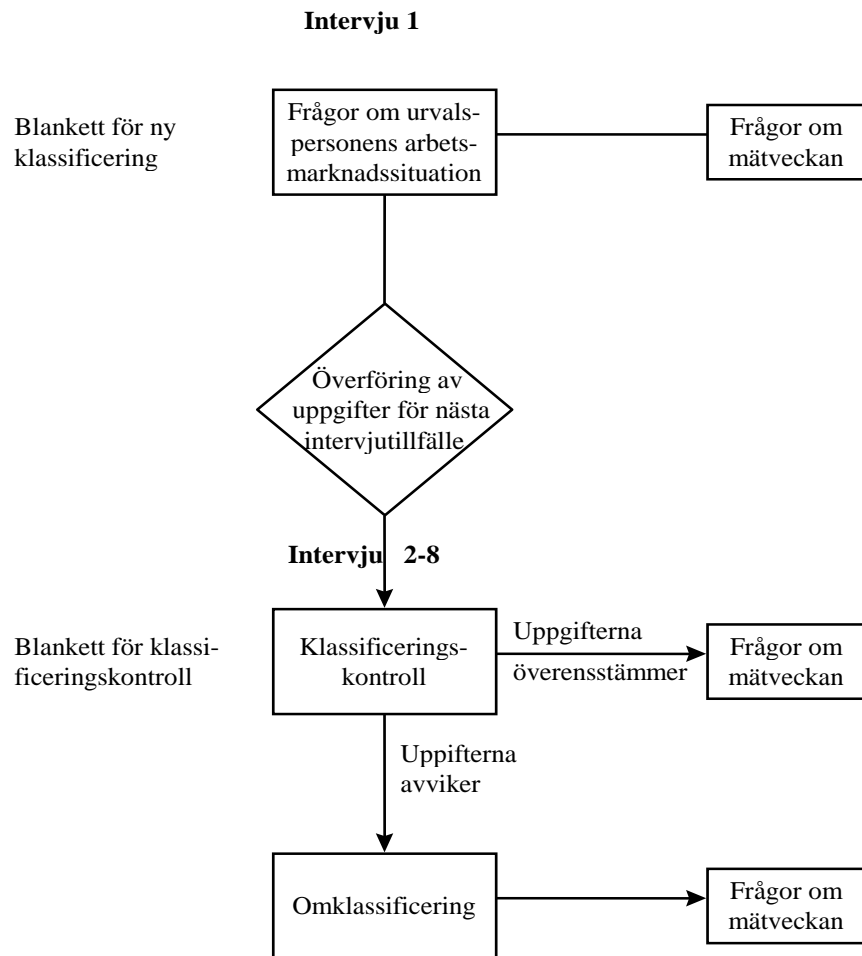 Intervju 1
Blankett för ny
klassificering
Frågor om urvals-
personens arbets-
marknadssituation
Frågor om
mätveckan
Överföring av
uppgifter för nästa
intervjutillfälle
Intervju 2-8
Blankett för klassi-
ficeringskontroll
Klassificerings-
kontroll
Uppgifterna
överensstämmer
Frågor om
mätveckan
Uppifterna
avviker
Omklassificering
Frågor om
mätveckan